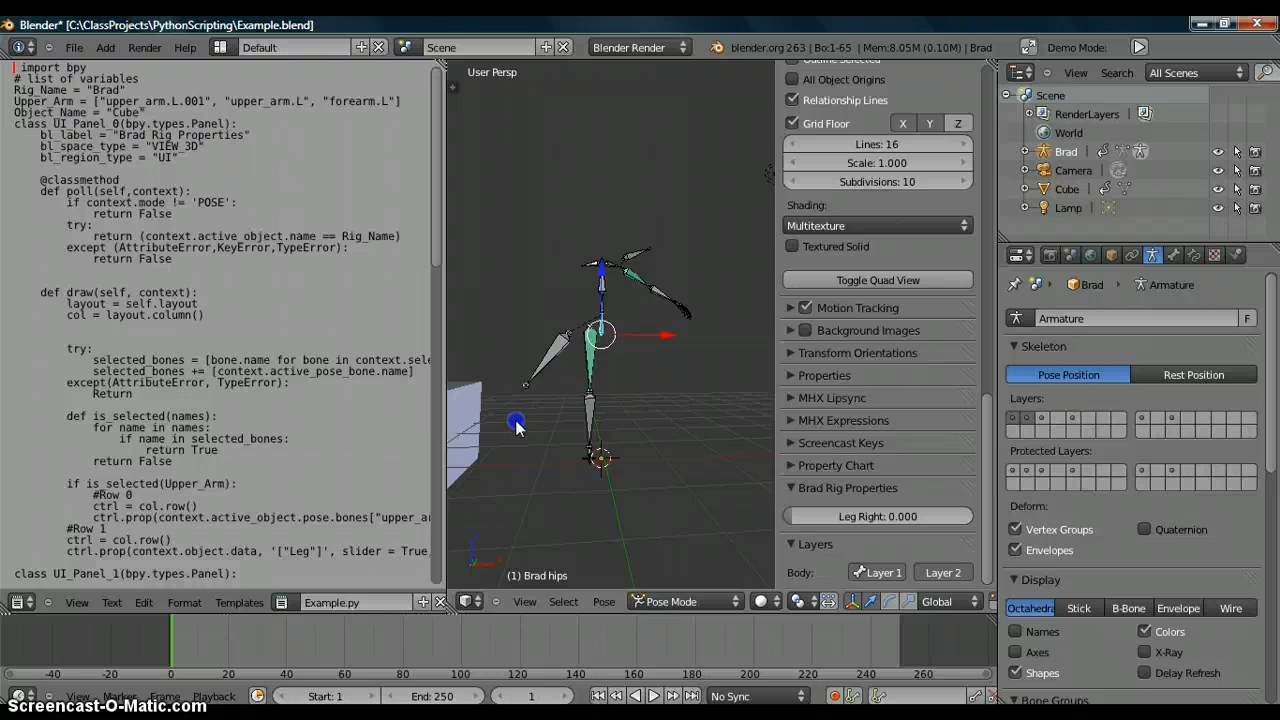 Blender* [C:\ClassProjects\PythonScripting\Example.blend]
File Add Render Help Default Scene Blender Render blender.org 263 | Bo:1-65 | Mem:8.05M (0.10M) | Brad Demo Mode:
import bpy
# list of variables
Rig_Name = "Brad"
Upper_Arm = ["upper_arm.L.001", "upper_arm.L", "forearm.L"]
Object_Name = "Cube"
class UI_Panel_0(bpy.types.Panel):
bl_label = "Brad Rig Properties"
bl_space_type = "VIEW_3D"
bl_region_type = "UI"
@classmethod
def poll(self,context):
if context.mode != 'POSE':
return False
try:
return (context.active_object.name == Rig_Name)
except (AttributeError,KeyError,TypeError):
return False
def draw(self, context):
layout = self.layout
col = layout.column()
try:
selected_bones = [bone.name for bone in context.sele
selected_bones += [context.active_pose_bone.name]
except(AttributeError, TypeError):
Return
def is_selected(names):
for name in names:
if name in selected_bones:
return True
return False
if is_selected(Upper_Arm):
#Row 0
ctrl = col.row()
ctrl.prop(context.active_object.pose.bones["upper_ar
#Row 1
ctrl = col.row()
ctrl.prop(context.object.data, '["Leg"]', slider = True,
class UI_Panel_1(bpy.types.Panel):
View Text Edit Format Templates Example.py
User Persp
(1) Brad hips
View Select Pose Pose Mode Global
All Object Origins
Relationship Lines
Grid Floor X Y Z
Lines: 16
Scale: 1.000
Subdivisions: 10
Shading:
Multitexture
Textured Solid
Toggle Quad View
Motion Tracking
Background Images
Transform Orientations
Properties
MHX Lipsync
MHX Expressions
Screencast Keys
Property Chart
Brad Rig Properties
Leg Right: 0.000
Layers
Body: Layer 1 Layer 2
View Search All Scenes
Scene
RenderLayers
World
Brad
Camera
Cube
Lamp
Brad Armature
Armature F
Skeleton
Pose Position Rest Position
Layers:
Protected Layers:
Deform:
Vertex Groups Quaternion
Envelopes
Display
Octahedra Stick B-Bone Envelope Wire
Names Colors
Axes X-Ray
Shapes Delay Refresh
Bone Groups
-40 -20 0 20 40 60 80 100 120 140 160 180 200 220 240 260
View Marker Frame Playback Start: 1 End: 250 1 No Sync
Screencast-O-Matic.com